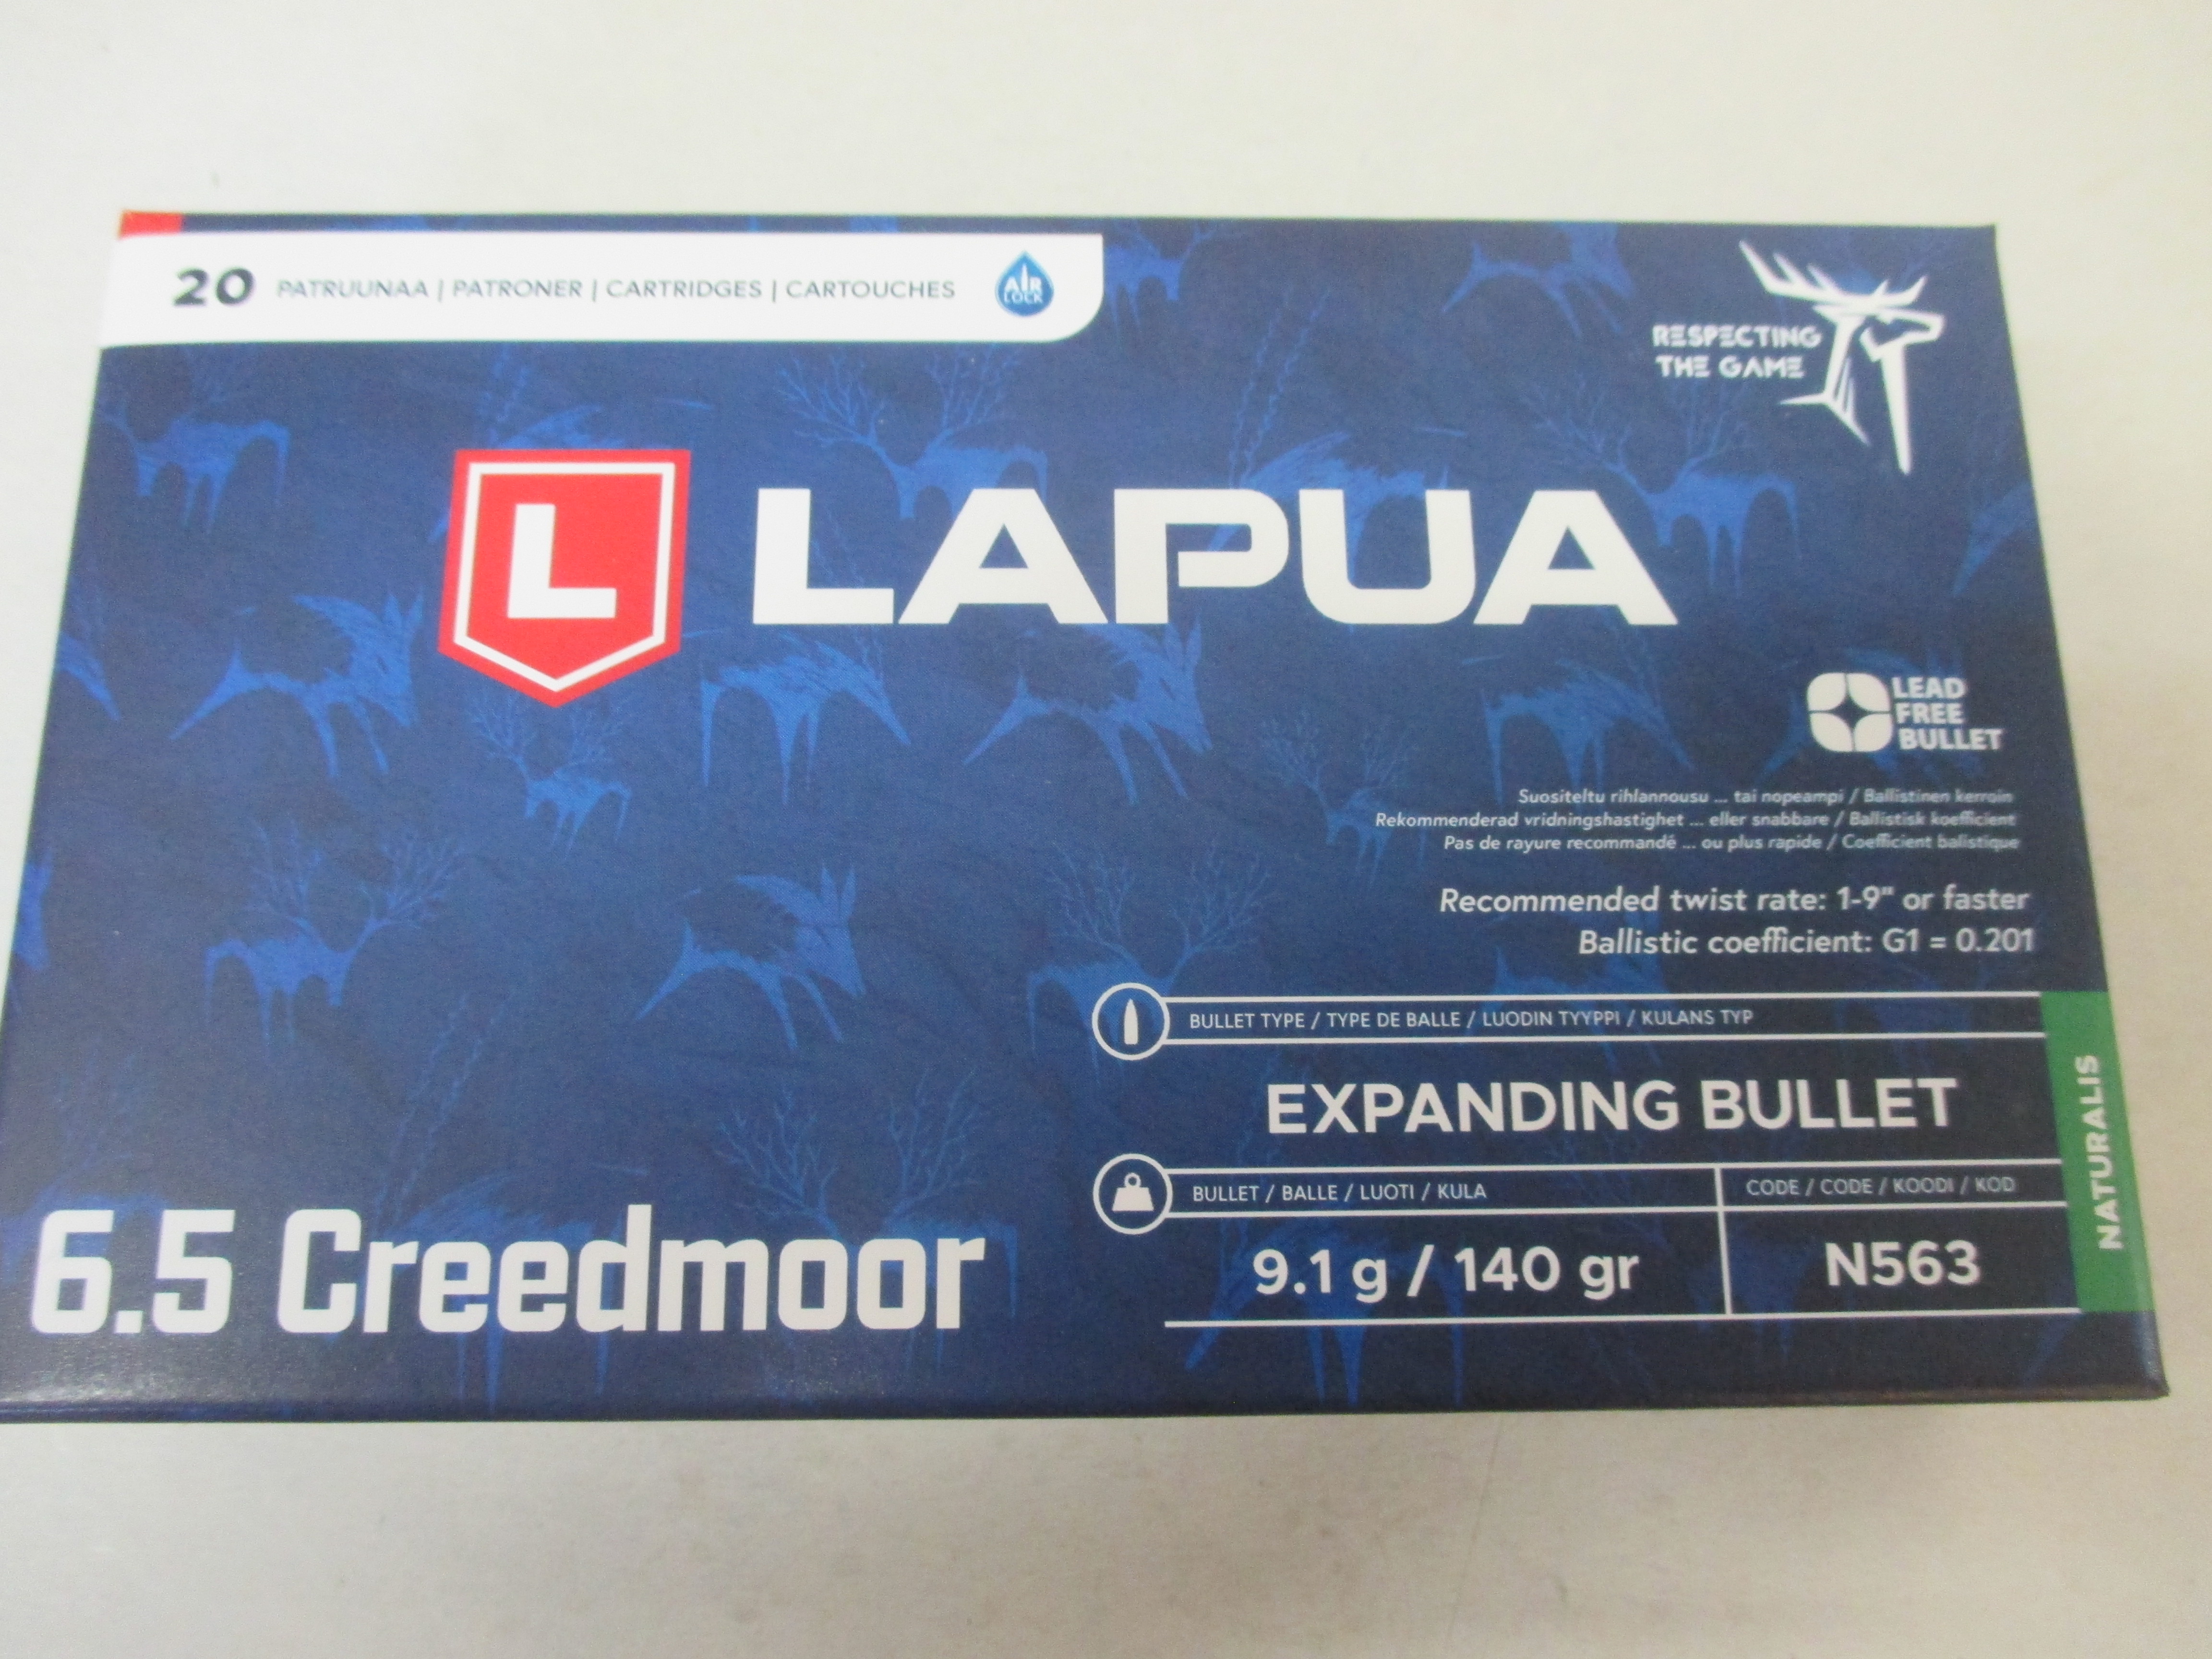 20 PATRUUNAA | PATRONER | CARTRIDGES | CARTOUCHES
AIR
LOCK
RESPECTING
THE GAME
L LAPUA
LEAD
FREE
BULLET
Suositeltu rihlannousu ... tai nopeampi / Ballistinen kerroin
Rekommenderad vridningshastighet ... eller snabbare / Ballistisk koefficient
Pas de rayure recommandé ... ou plus rapide / Coefficient balistique
Recommended twist rate: 1-9" or faster
Ballistic coefficient: G1 = 0.201
BULLET TYPE / TYPE DE BALLE / LUODIN TYYPPI / KULANS TYP
EXPANDING BULLET
NATURALIS
BULLET / BALLE / LUOTI / KULA
CODE / CODE / KOODI / KOD
9.1 g / 140 gr
N563
6.5 Creedmoor